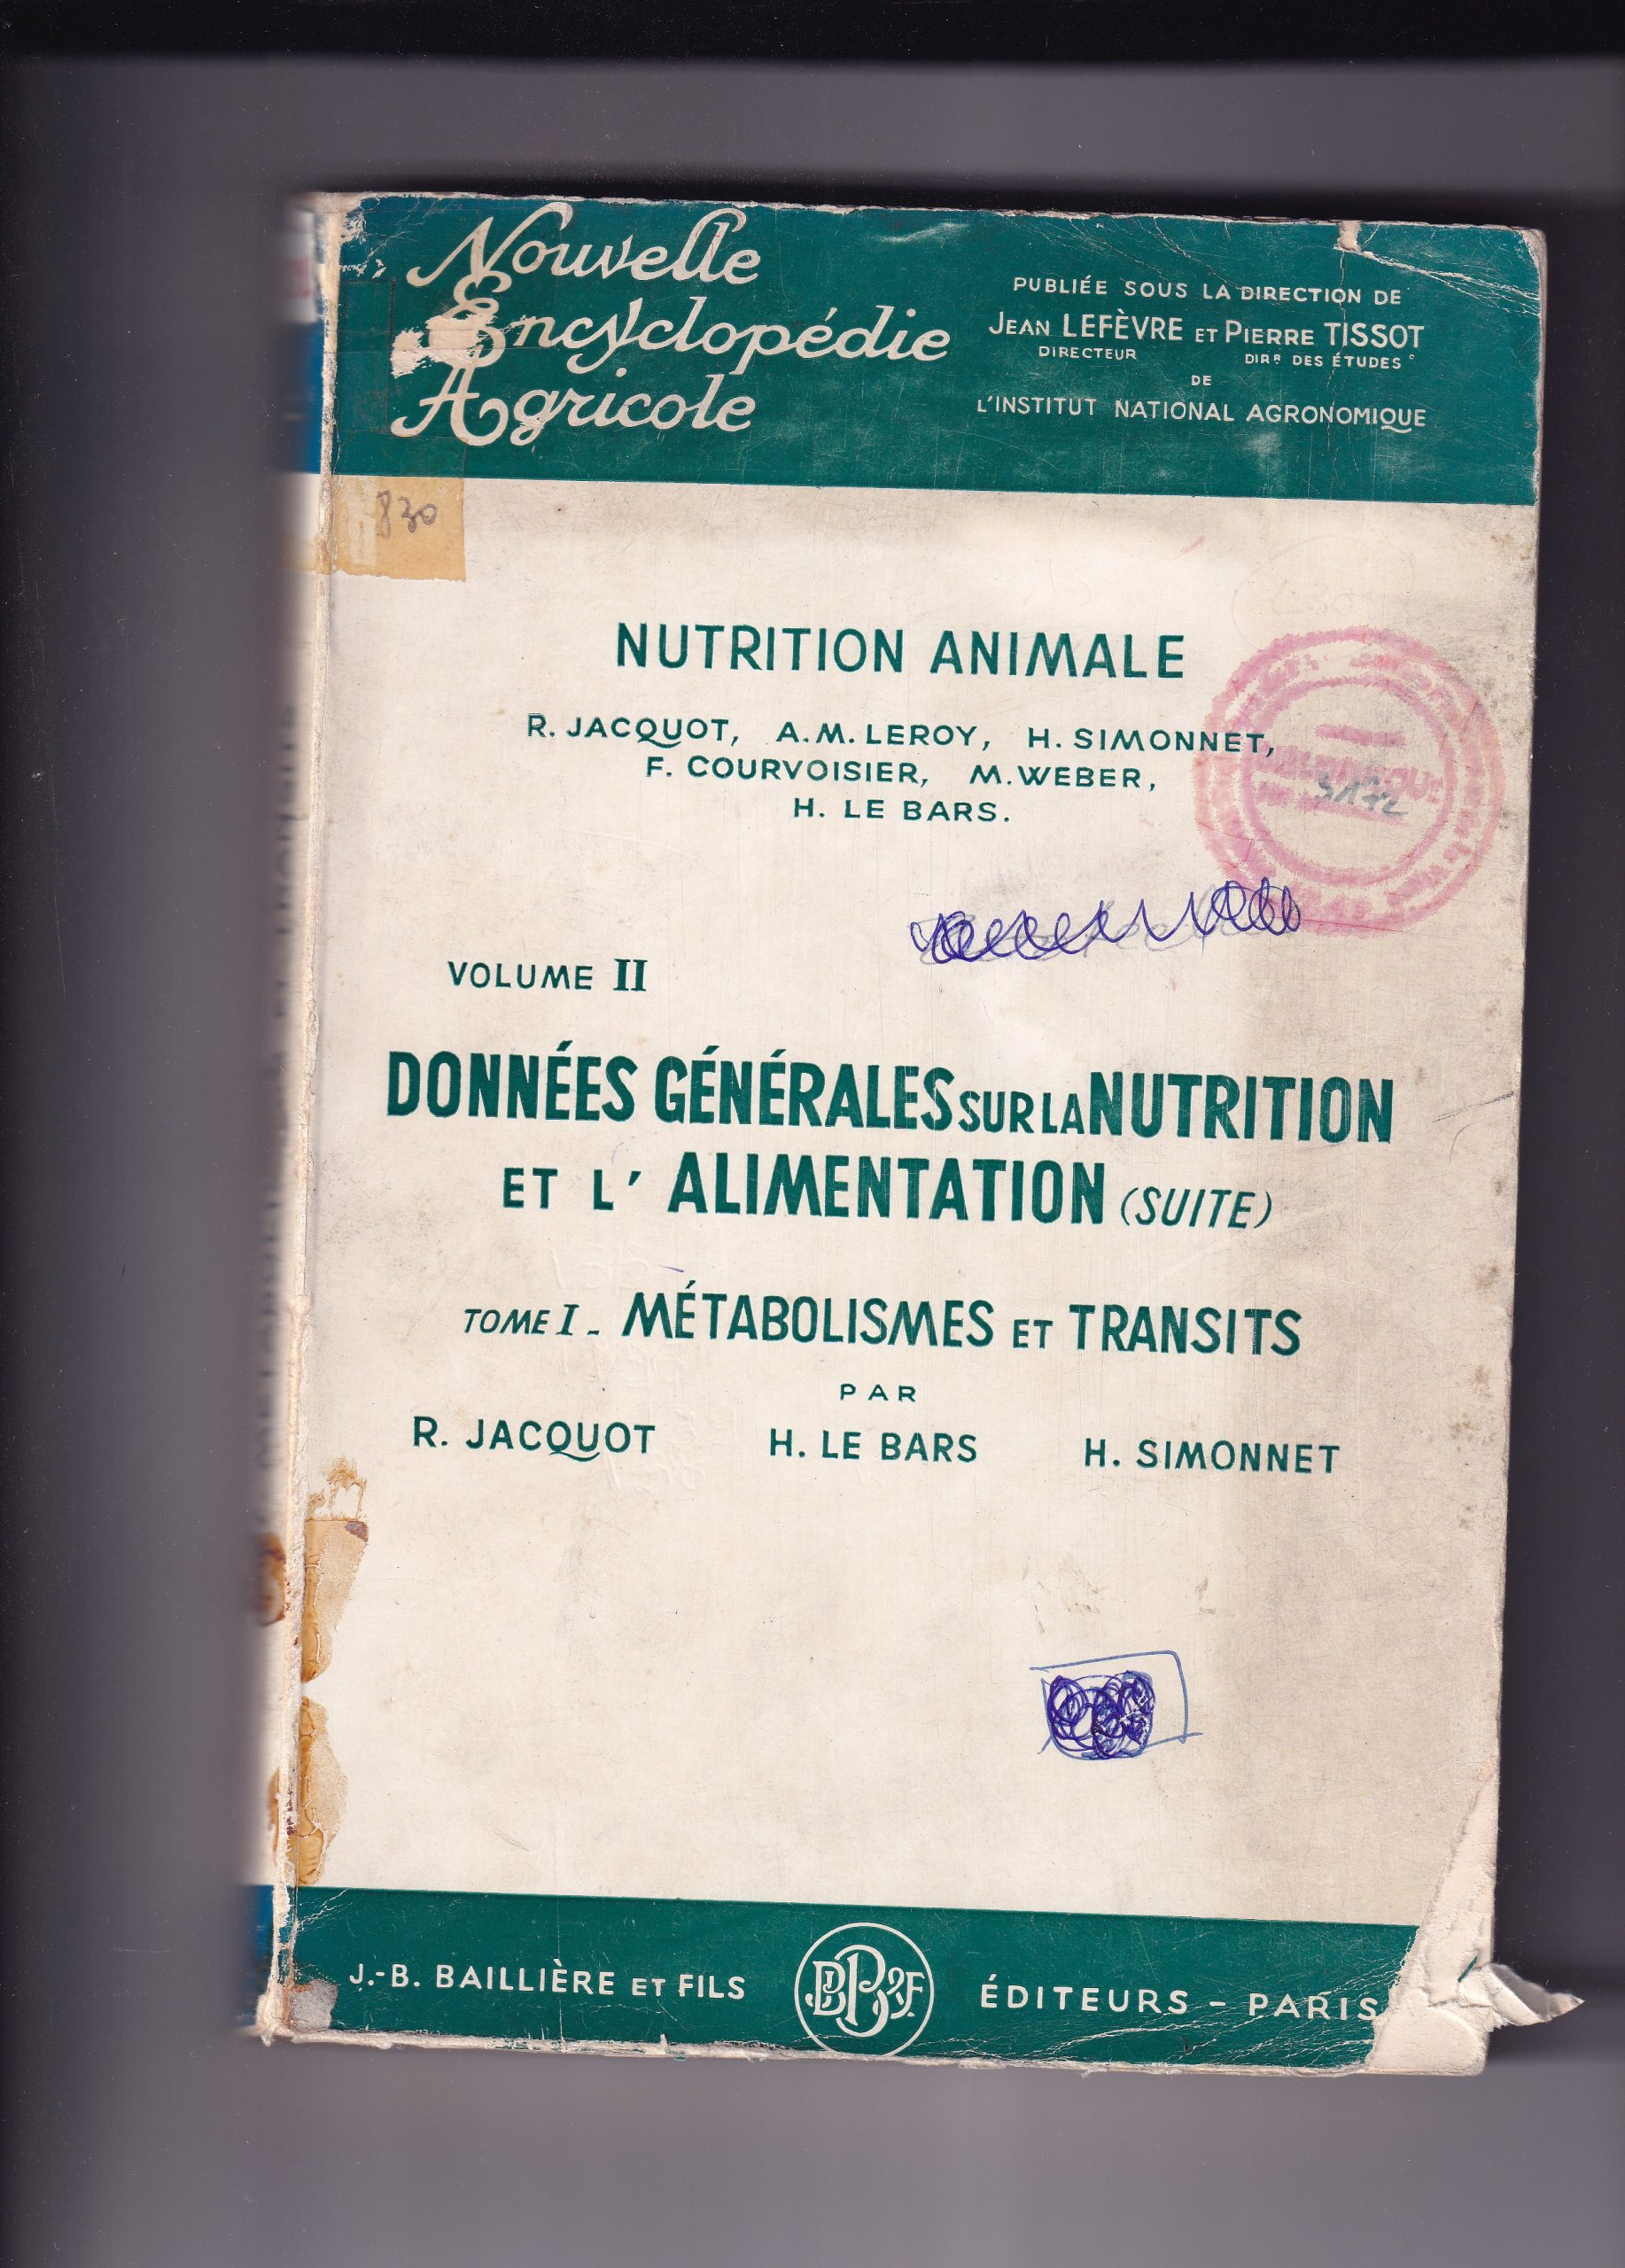 Nouvelle
Encyclopédie
Agricole
PUBLIÉE SOUS LA DIRECTION DE
JEAN LEFÈVRE ET PIERRE TISSOT
DIRECTEUR DIRR DES ÉTUDES
DE
L'INSTITUT NATIONAL AGRONOMIQUE
830
NUTRITION ANIMALE
R. JACQUOT, A.M. LEROY, H. SIMONNET,
F. COURVOISIER, M. WEBER,
H. LE BARS.
3172
VOLUME II
DONNÉES GÉNÉRALES SUR LA NUTRITION
ET L' ALIMENTATION (SUITE)
TOME I - MÉTABOLISMES ET TRANSITS
PAR
R. JACQUOT H. LE BARS H. SIMONNET
J.-B. BAILLIÈRE ET FILS ÉDITEURS - PARIS